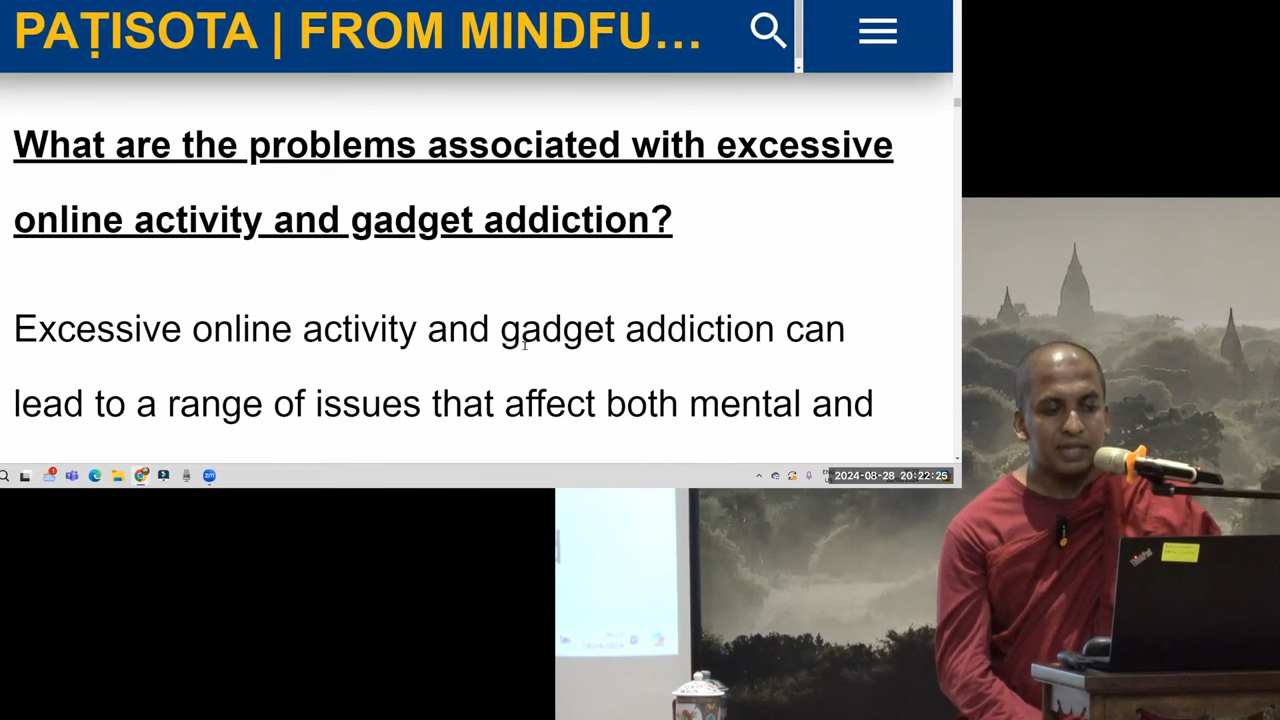 PAṬISOTA | FROM MINDFU...
What are the problems associated with excessive
online activity and gadget addiction?
Excessive online activity and gadget addiction can
lead to a range of issues that affect both mental and
2024-08-28 20:22:25
ThinkPad